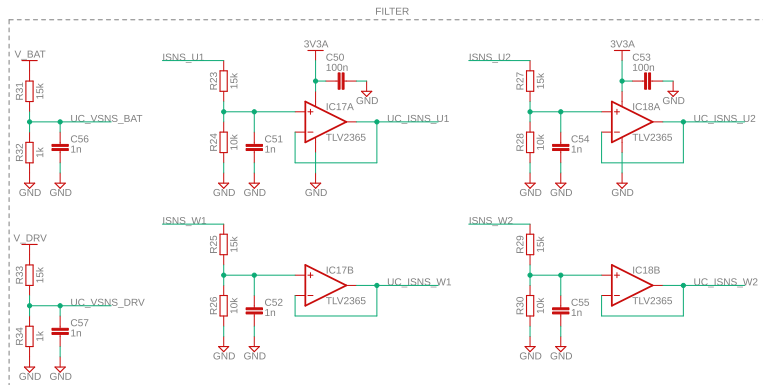 FILTER
V_BAT
R31
15k
UC_VSNS_BAT
R32
1k
C56
1n
GND
GND
ISNS_U1
R23
15k
3V3A
C50
100n
GND
IC17A
TLV2365
UC_ISNS_U1
R24
10k
C51
1n
GND
GND
GND
ISNS_U2
R27
15k
3V3A
C53
100n
GND
IC18A
TLV2365
UC_ISNS_U2
R28
10k
C54
1n
GND
GND
GND
V_DRV
R33
15k
UC_VSNS_DRV
R34
1k
C57
1n
GND
GND
ISNS_W1
R25
15k
IC17B
TLV2365
UC_ISNS_W1
R26
10k
C52
1n
GND
GND
ISNS_W2
R29
15k
IC18B
TLV2365
UC_ISNS_W2
R30
10k
C55
1n
GND
GND